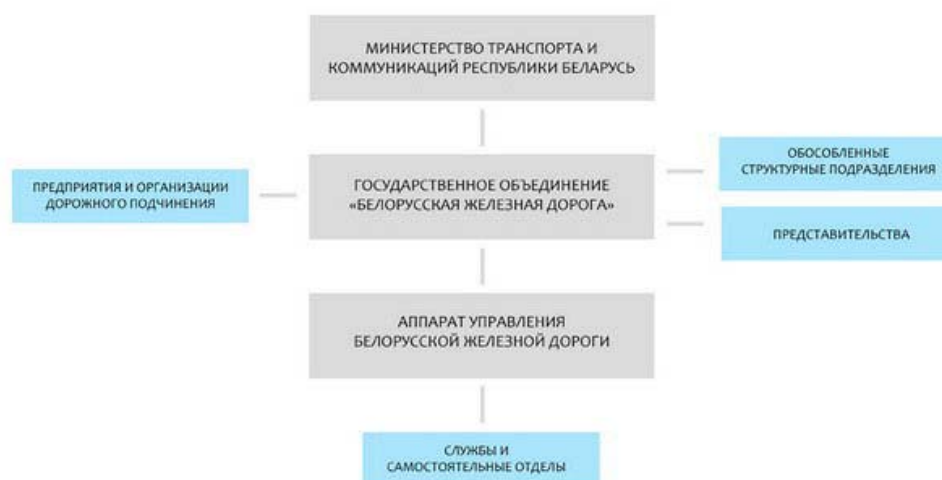 МИНИСТЕРСТВО ТРАНСПОРТА И
КОММУНИКАЦИЙ РЕСПУБЛИКИ БЕЛАРУСЬ
ПРЕДПРИЯТИЯ И ОРГАНИЗАЦИИ
ДОРОЖНОГО ПОДЧИНЕНИЯ
ГОСУДАРСТВЕННОЕ ОБЪЕДИНЕНИЕ
«БЕЛОРУССКАЯ ЖЕЛЕЗНАЯ ДОРОГА»
ОБОСОБЛЕННЫЕ
СТРУКТУРНЫЕ ПОДРАЗДЕЛЕНИЯ
ПРЕДСТАВИТЕЛЬСТВА
АППАРАТ УПРАВЛЕНИЯ
БЕЛОРУССКОЙ ЖЕЛЕЗНОЙ ДОРОГИ
СЛУЖБЫ И
САМОСТОЯТЕЛЬНЫЕ ОТДЕЛЫ